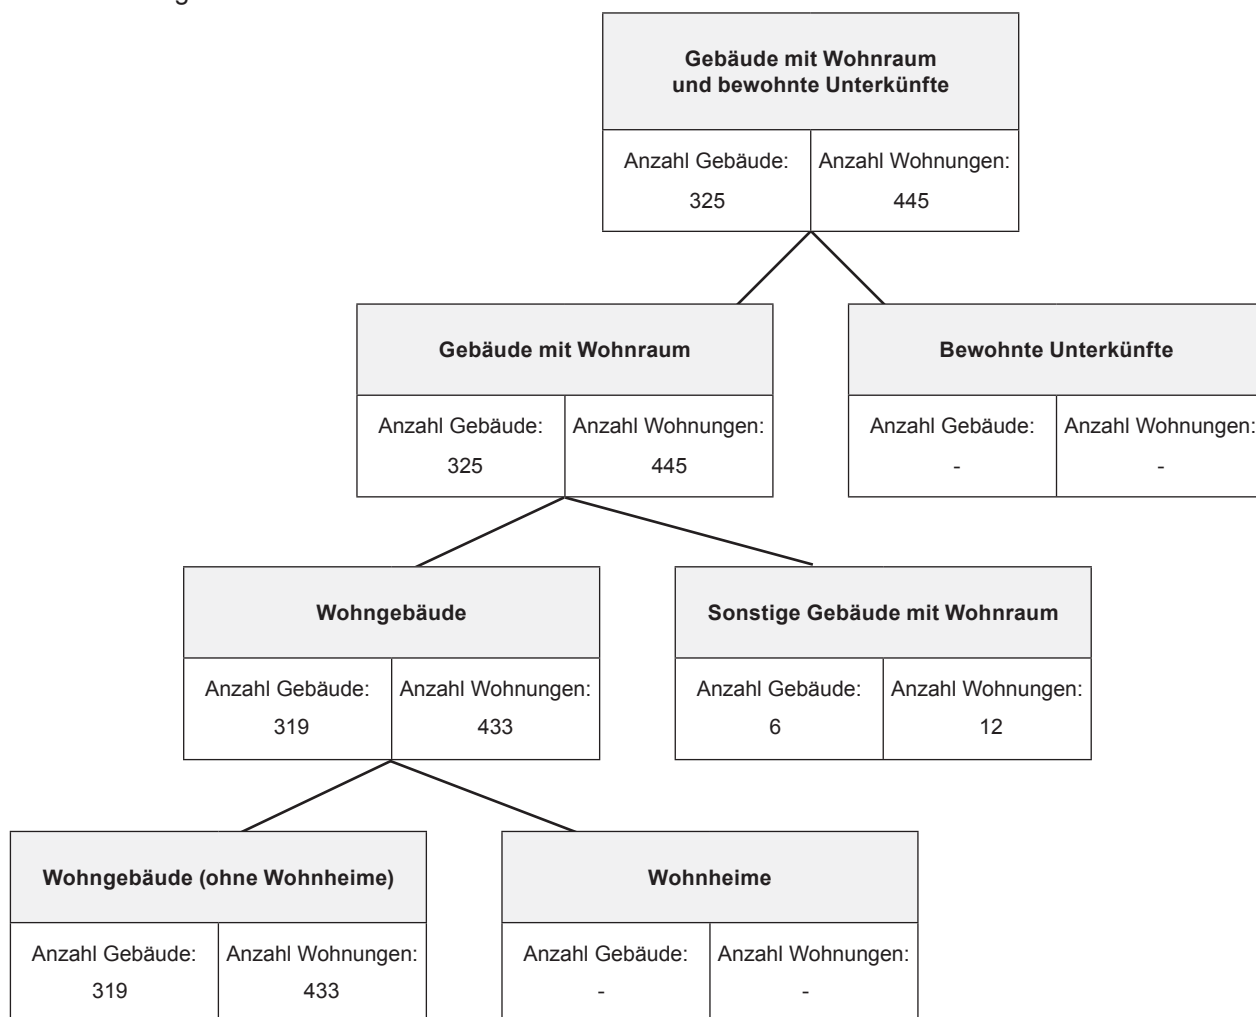 Gebäude mit Wohnraum
und bewohnte Unterkünfte
Anzahl Gebäude: Anzahl Wohnungen:
325 445
Gebäude mit Wohnraum
Bewohnte Unterkünfte
Anzahl Gebäude: Anzahl Wohnungen:
325 445
Anzahl Gebäude: Anzahl Wohnungen:
- -
Wohngebäude
Sonstige Gebäude mit Wohnraum
Anzahl Gebäude: Anzahl Wohnungen:
319 433
Anzahl Gebäude: Anzahl Wohnungen:
6 12
Wohngebäude (ohne Wohnheime)
Wohnheime
Anzahl Gebäude: Anzahl Wohnungen:
319 433
Anzahl Gebäude: Anzahl Wohnungen:
- -